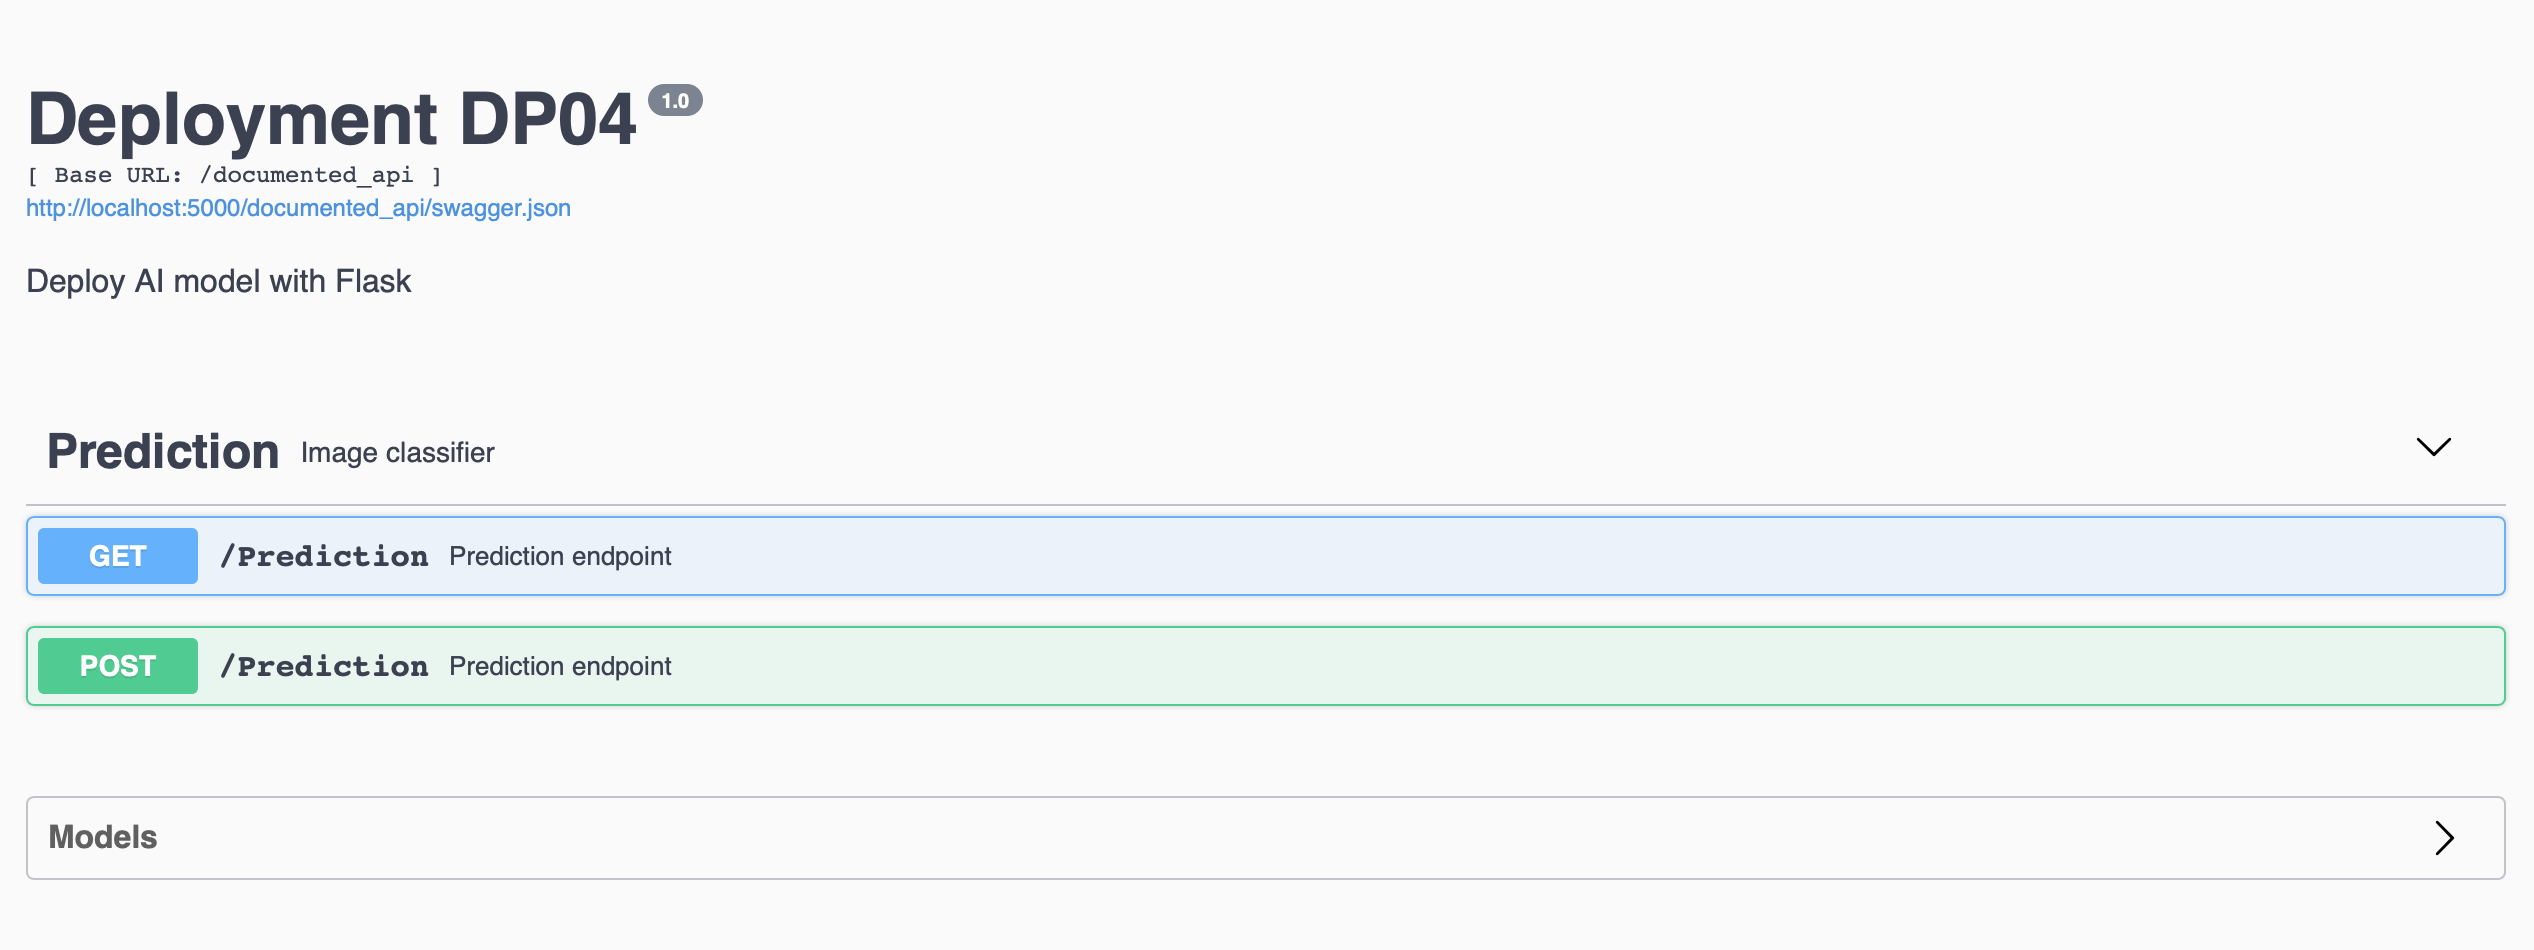 Deployment DP04 1.0
[ Base URL: /documented_api ]
http://localhost:5000/documented_api/swagger.json
Deploy AI model with Flask
Prediction Image classifier
GET /Prediction Prediction endpoint
POST /Prediction Prediction endpoint
Models